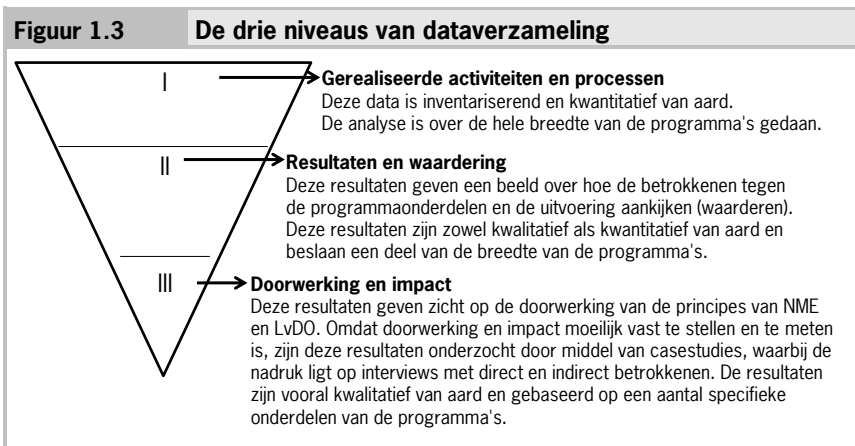 Figuur 1.3 De drie niveaus van dataverzameling
I Gerealiseerde activiteiten en processen
Deze data is inventariserend en kwantitatief van aard.
De analyse is over de hele breedte van de programma's gedaan.
II Resultaten en waardering
Deze resultaten geven een beeld over hoe de betrokkenen tegen
de programmaonderdelen en de uitvoering aankijken (waarderen).
Deze resultaten zijn zowel kwalitatief als kwantitatief van aard en
beslaan een deel van de breedte van de programma's.
III Doorwerking en impact
Deze resultaten geven zicht op de doorwerking van de principes van NME
en LvDO. Omdat doorwerking en impact moeilijk vast te stellen en te meten
is, zijn deze resultaten onderzocht door middel van casestudies, waarbij de
nadruk ligt op interviews met direct en indirect betrokkenen. De resultaten
zijn vooral kwalitatief van aard en gebaseerd op een aantal specifieke
onderdelen van de programma's.